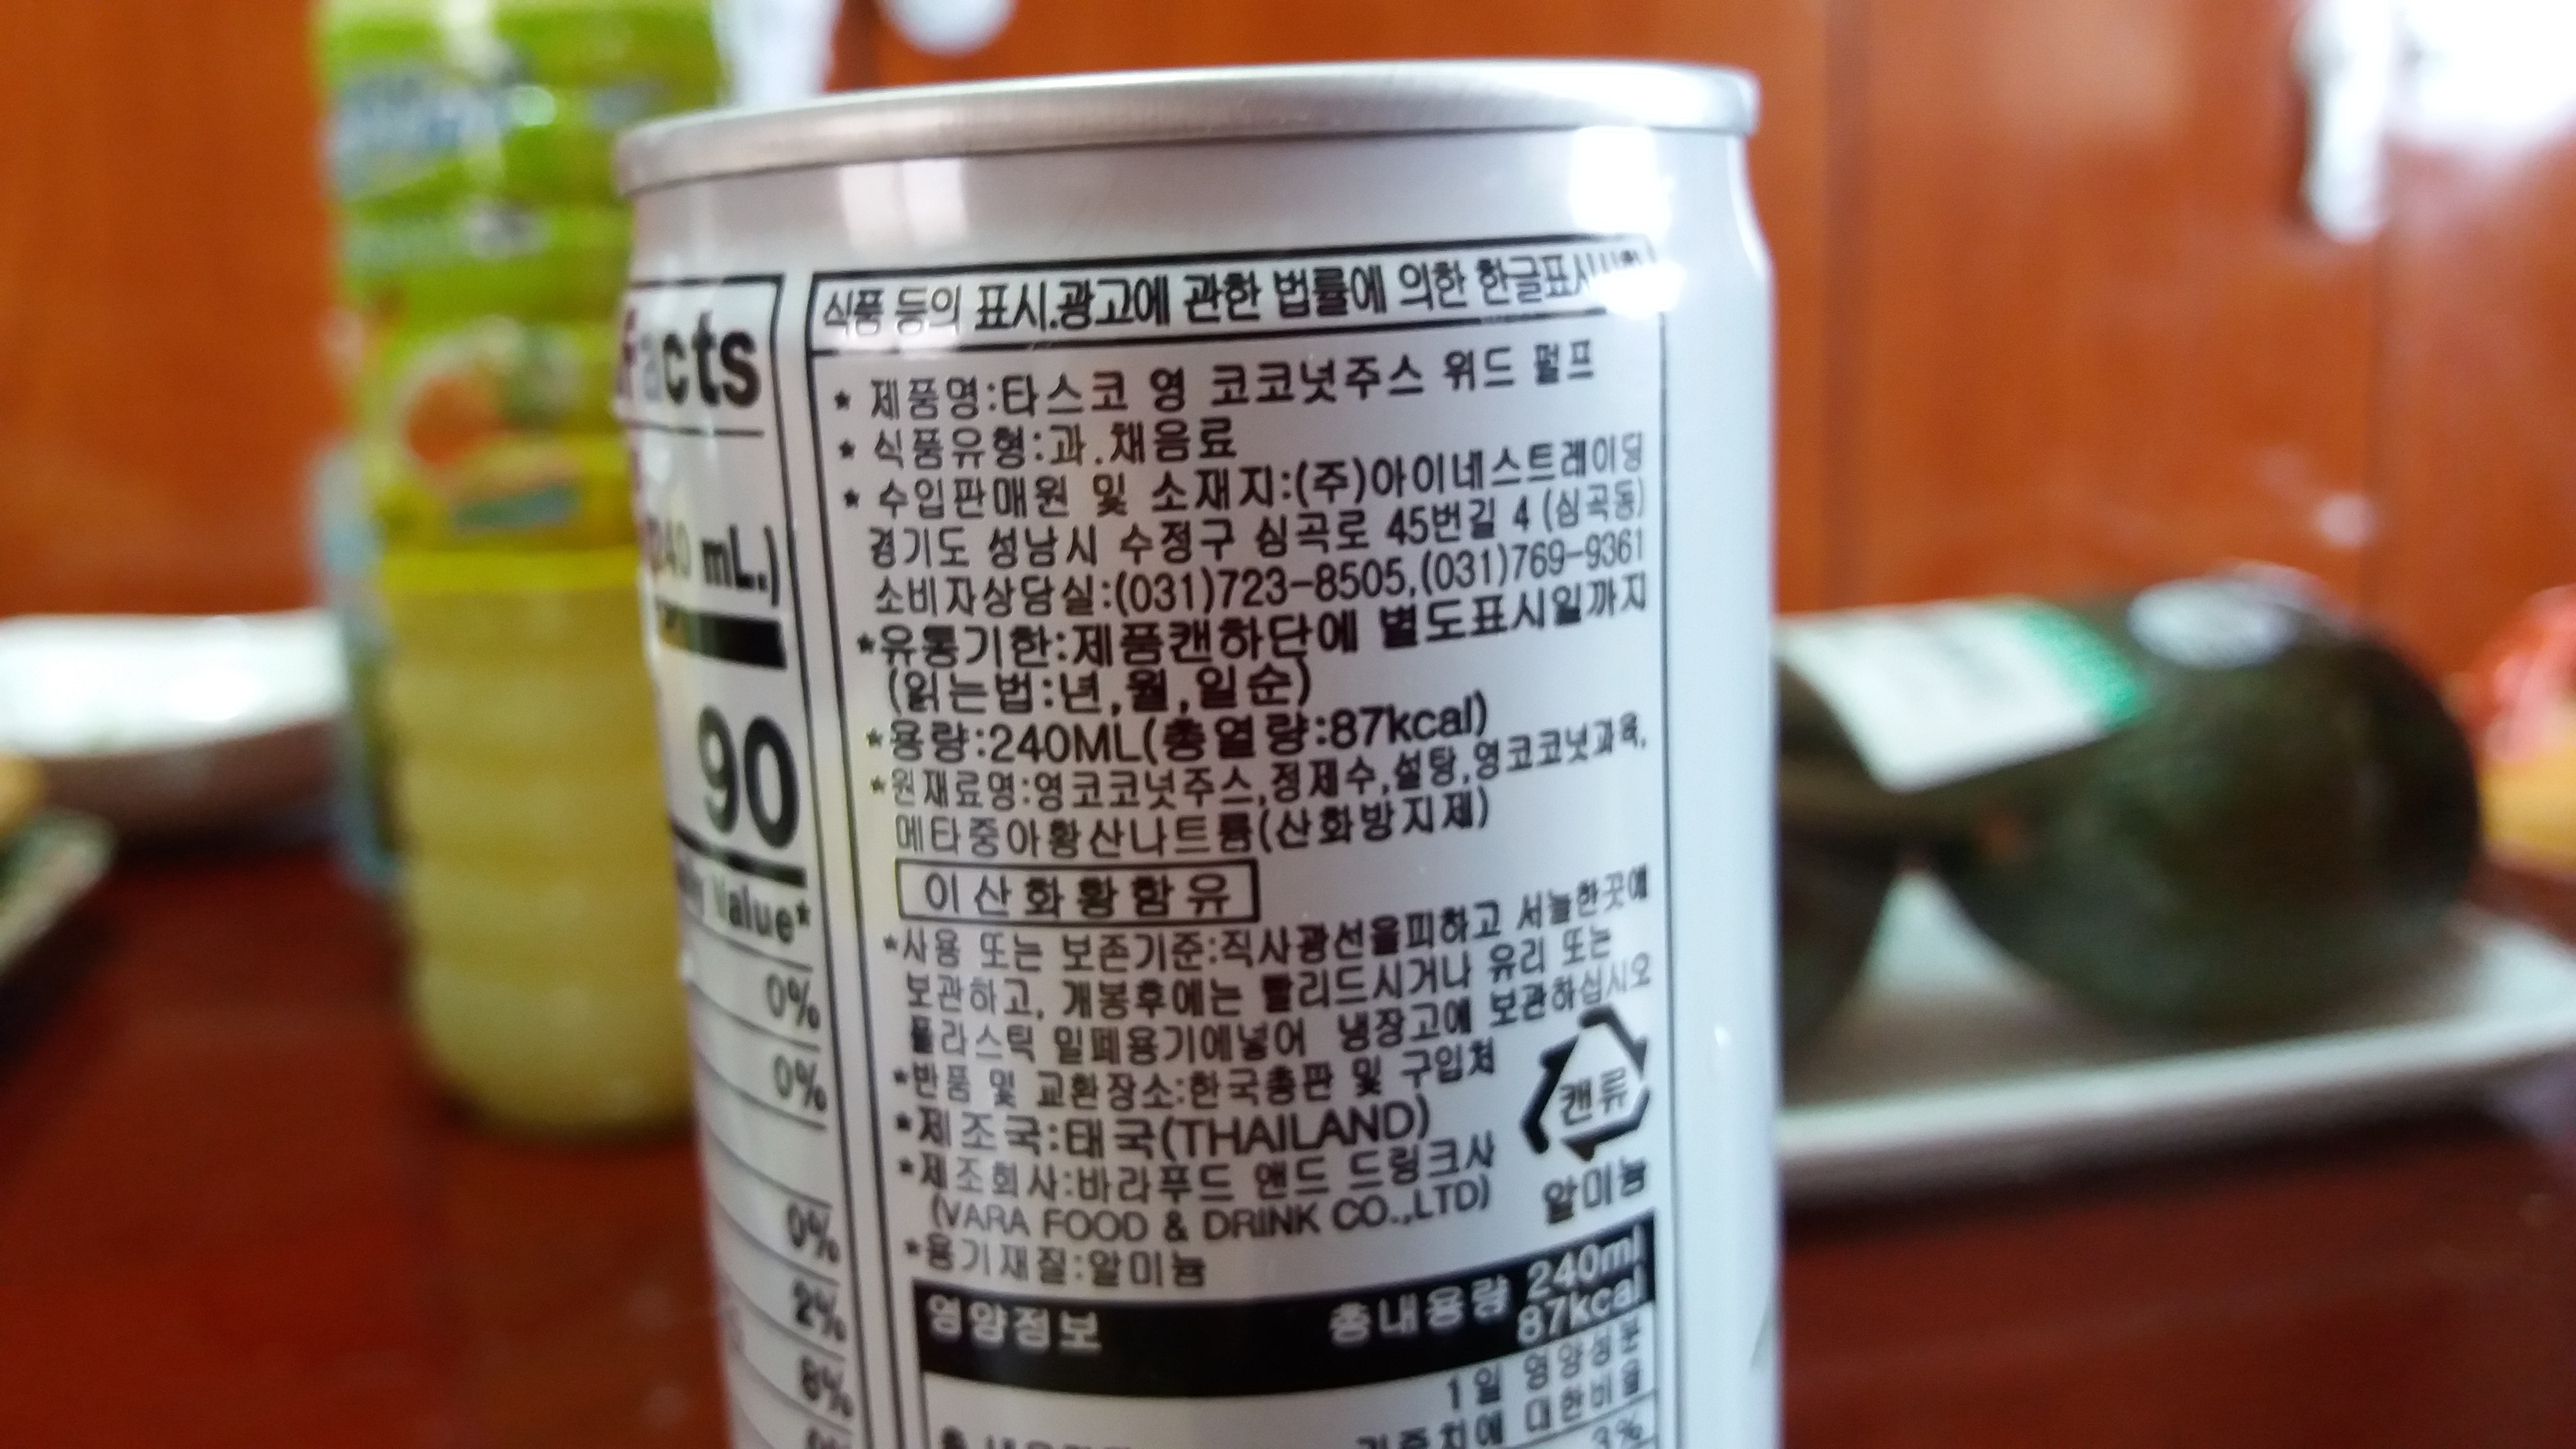 Facts
mL.)
90
Value*
0%
0%
0%
2%
8%
식품 등의 표시.광고에 관한 법률에 의한 한글표시사항
* 제품명:타스코 영 코코넛주스 위드 펄프
* 식품유형:과.채음료
* 수입판매원 및 소재지:(주)아이네스트레이딩
경기도 성남시 수정구 심곡로 45번길 4 (심곡동)
소비자상담실:(031)723-8505,(031)769-9361
*유통기한:제품캔하단에 별도표시일까지
(읽는법:년,월,일순)
*용량:240ML(총열량:87kcal)
*원재료명:영코코넛주스,정제수,설탕,영코코넛과육,
메타중아황산나트륨(산화방지제)
이산화황함유
*사용 또는 보존기준:직사광선을피하고 서늘한곳에
보관하고, 개봉후에는 빨리드시거나 유리 또는
플라스틱 밀폐용기에넣어 냉장고에 보관하십시오
*반품 및 교환장소:한국총판 및 구입처
*제조국:태국(THAILAND)
*제조회사:바라푸드 앤드 드링크사
(VARA FOOD & DRINK CO.,LTD)
*용기재질:알미늄
캔류
알미늄
영양정보 총내용량 240ml
87kcal
1일 영양성분
기준치에 대한비율
3%